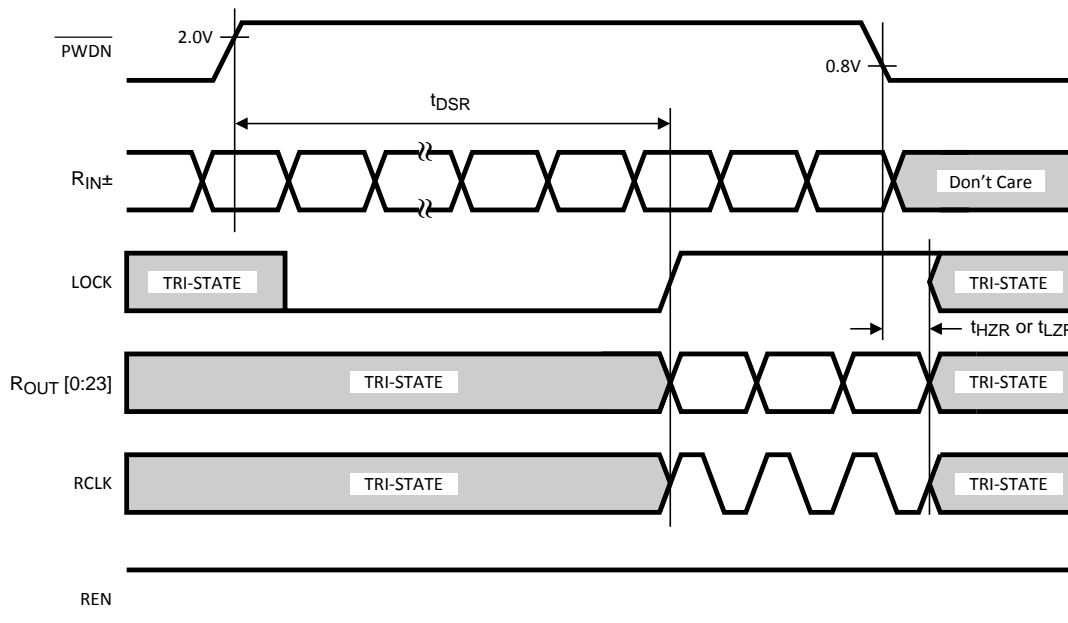 PWDN
2.0V
0.8V
tDSR
RIN±
Don't Care
LOCK
TRI-STATE
TRI-STATE
tHZR or tLZR
ROUT [0:23]
TRI-STATE
TRI-STATE
RCLK
TRI-STATE
TRI-STATE
REN